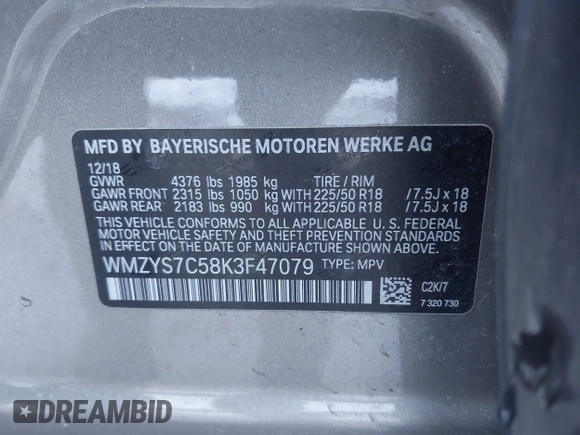 MFD BY BAYERISCHE MOTOREN WERKE AG
12/18
GVWR 4376 lbs 1985 kg TIRE / RIM
GAWR FRONT 2315 lbs 1050 kg WITH 225/50 R18 /7.5J x 18
GAWR REAR 2183 lbs 990 kg WITH 225/50 R18 /7.5J x 18
THIS VEHICLE CONFORMS TO ALL APPLICABLE U. S. FEDERAL
MOTOR VEHICLE SAFETY, BUMPER, AND THEFT PREVENTION
STANDARDS IN EFFECT ON THE DATE OF MANUFACTURE SHOWN ABOVE.
WMZYS7C58K3F47079 TYPE: MPV
C2K/7
7 320 730
DREAMBID